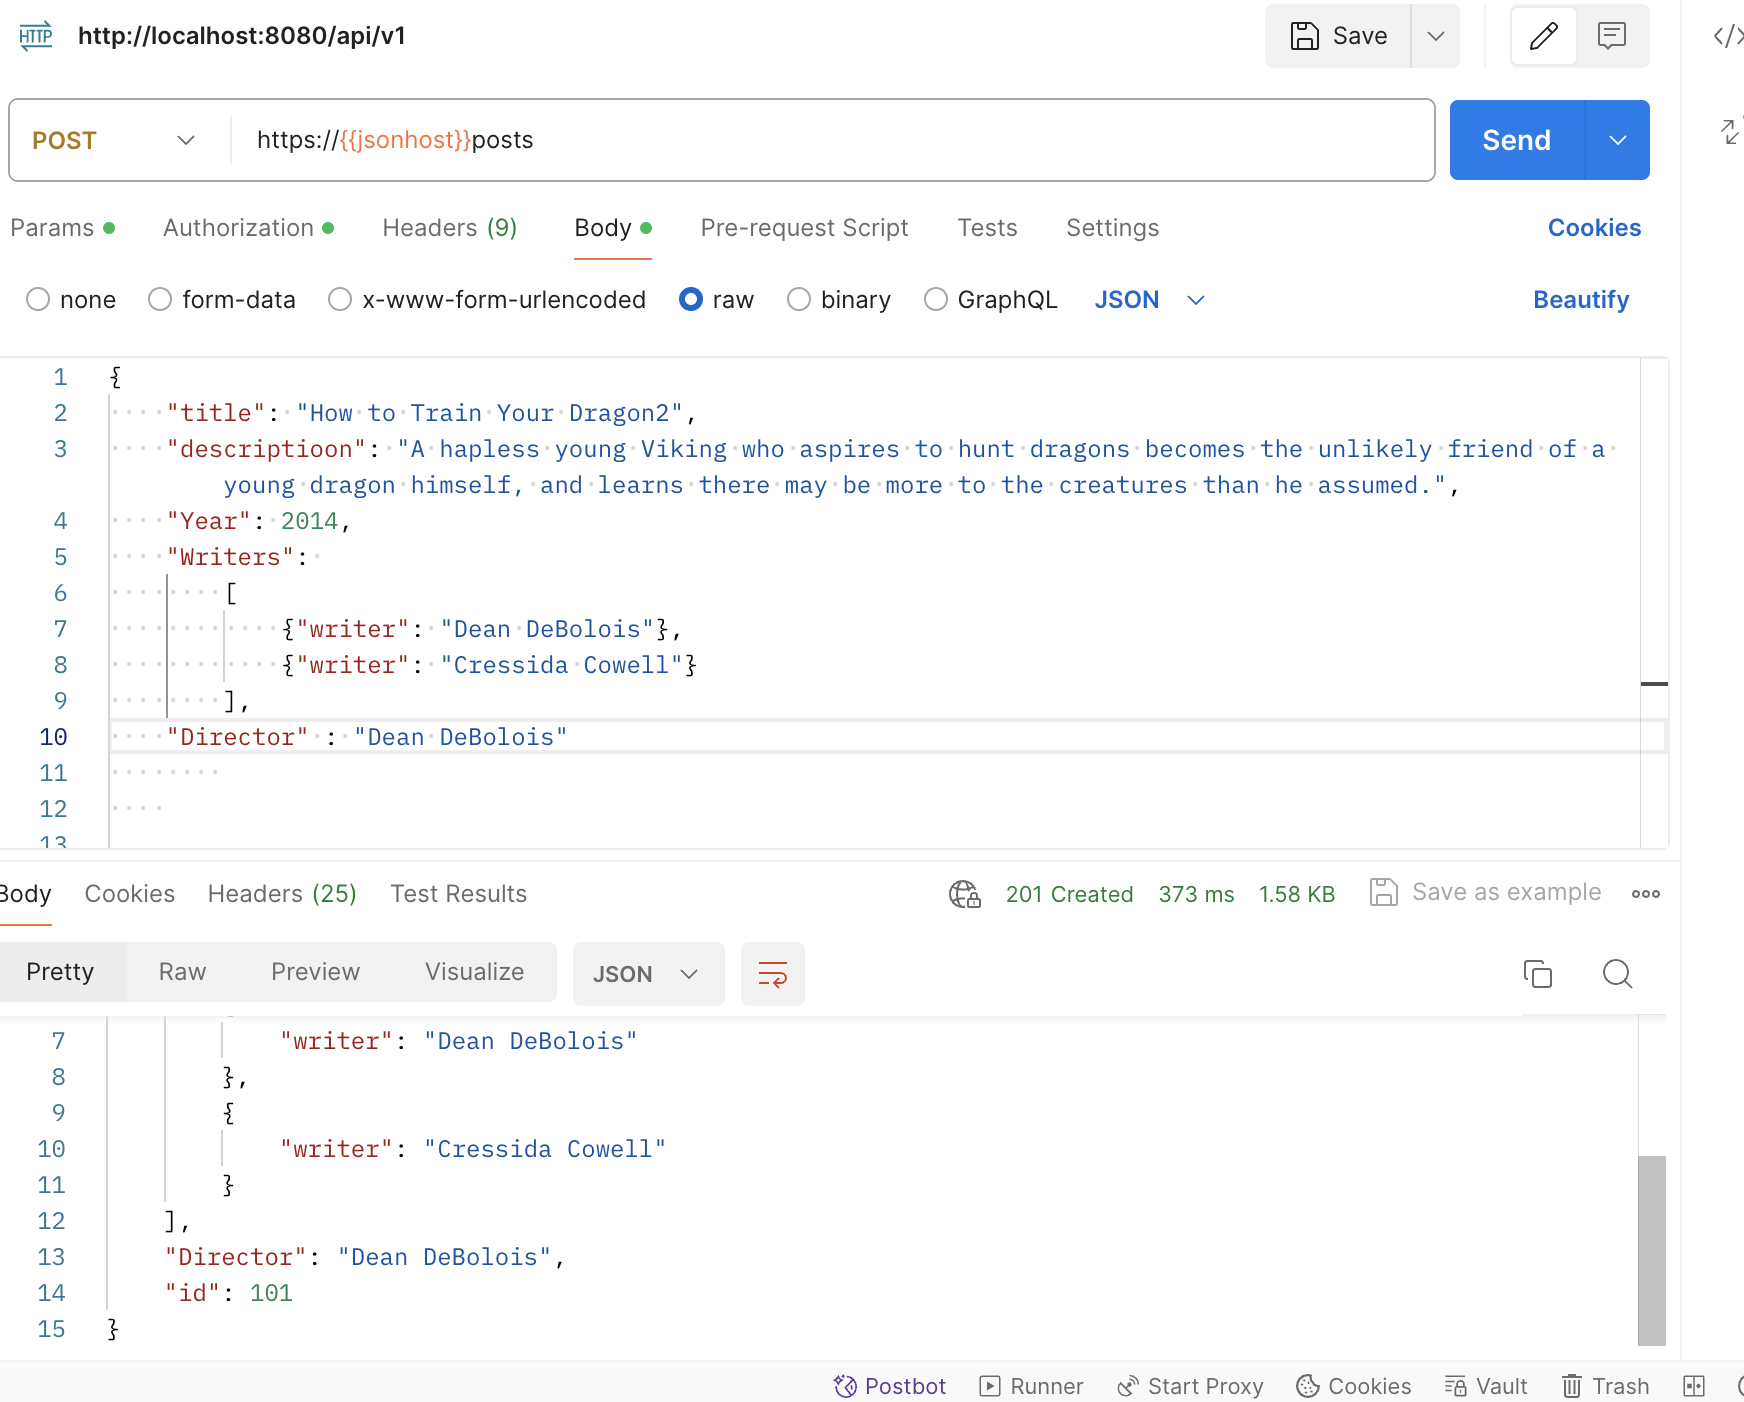 HTTP http://localhost:8080/api/v1 Save </>
POST https://{{jsonhost}}posts Send
Params Authorization Headers (9) Body Pre-request Script Tests Settings Cookies
none form-data x-www-form-urlencoded raw binary GraphQL JSON Beautify
1 {
2 "title": "How to Train Your Dragon2",
3 "descriptioon": "A hapless young Viking who aspires to hunt dragons becomes the unlikely friend of a
young dragon himself, and learns there may be more to the creatures than he assumed.",
4 "Year": 2014,
5 "Writers":
6 [
7 {"writer": "Dean DeBolois"},
8 {"writer": "Cressida Cowell"}
9 ],
10 "Director" : "Dean DeBolois"
11
12
13
Body Cookies Headers (25) Test Results 201 Created 373 ms 1.58 KB Save as example
Pretty Raw Preview Visualize JSON
7 "writer": "Dean DeBolois"
8 },
9 {
10 "writer": "Cressida Cowell"
11 }
12 ],
13 "Director": "Dean DeBolois",
14 "id": 101
15 }
Postbot Runner Start Proxy Cookies Vault Trash